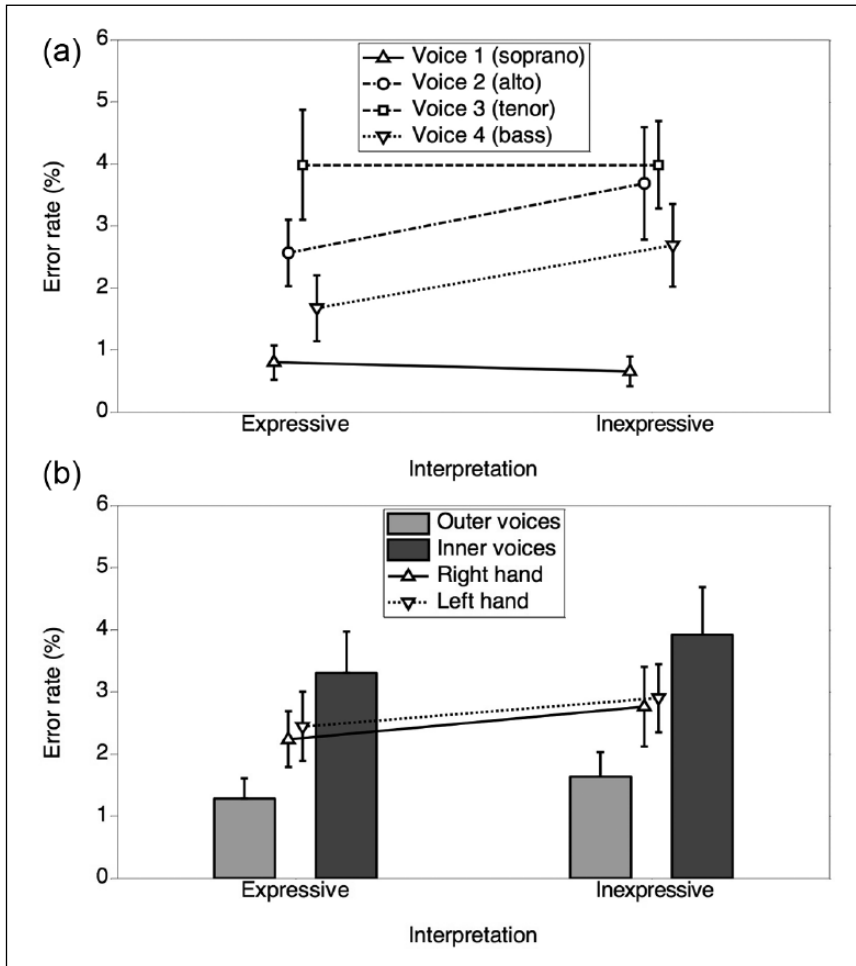 (a)
6
5
4
3
2
1
0
Error rate (%)
Voice 1 (soprano)
Voice 2 (alto)
Voice 3 (tenor)
Voice 4 (bass)
Expressive
Inexpressive
Interpretation
(b)
6
5
4
3
2
1
0
Error rate (%)
Outer voices
Inner voices
Right hand
Left hand
Expressive
Inexpressive
Interpretation